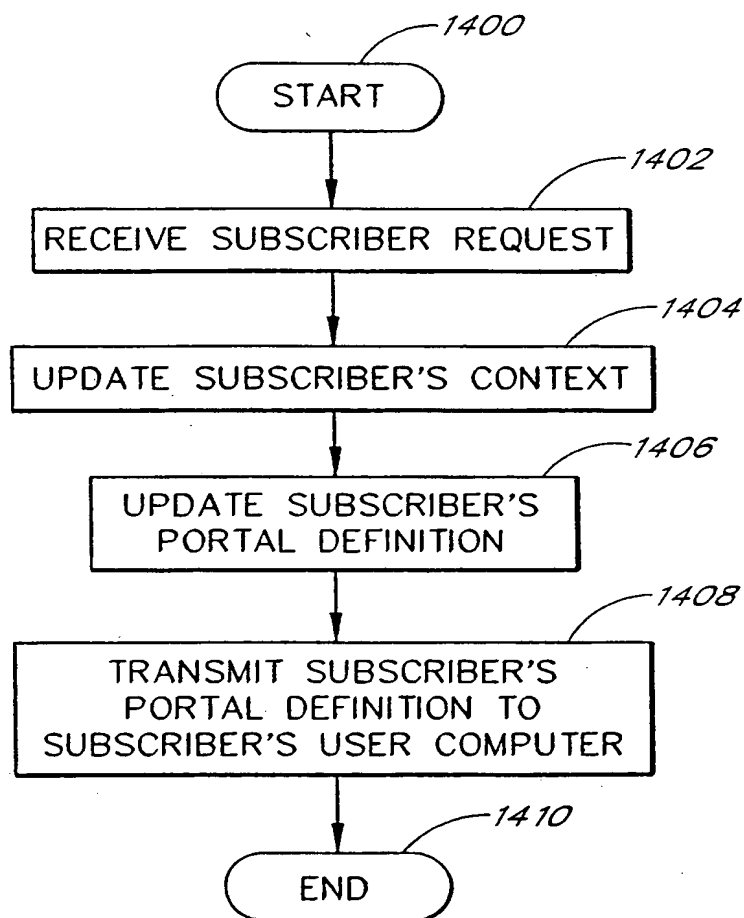 1400
START
1402
RECEIVE SUBSCRIBER REQUEST
1404
UPDATE SUBSCRIBER'S CONTEXT
1406
UPDATE SUBSCRIBER'S
PORTAL DEFINITION
1408
TRANSMIT SUBSCRIBER'S
PORTAL DEFINITION TO
SUBSCRIBER'S USER COMPUTER
1410
END